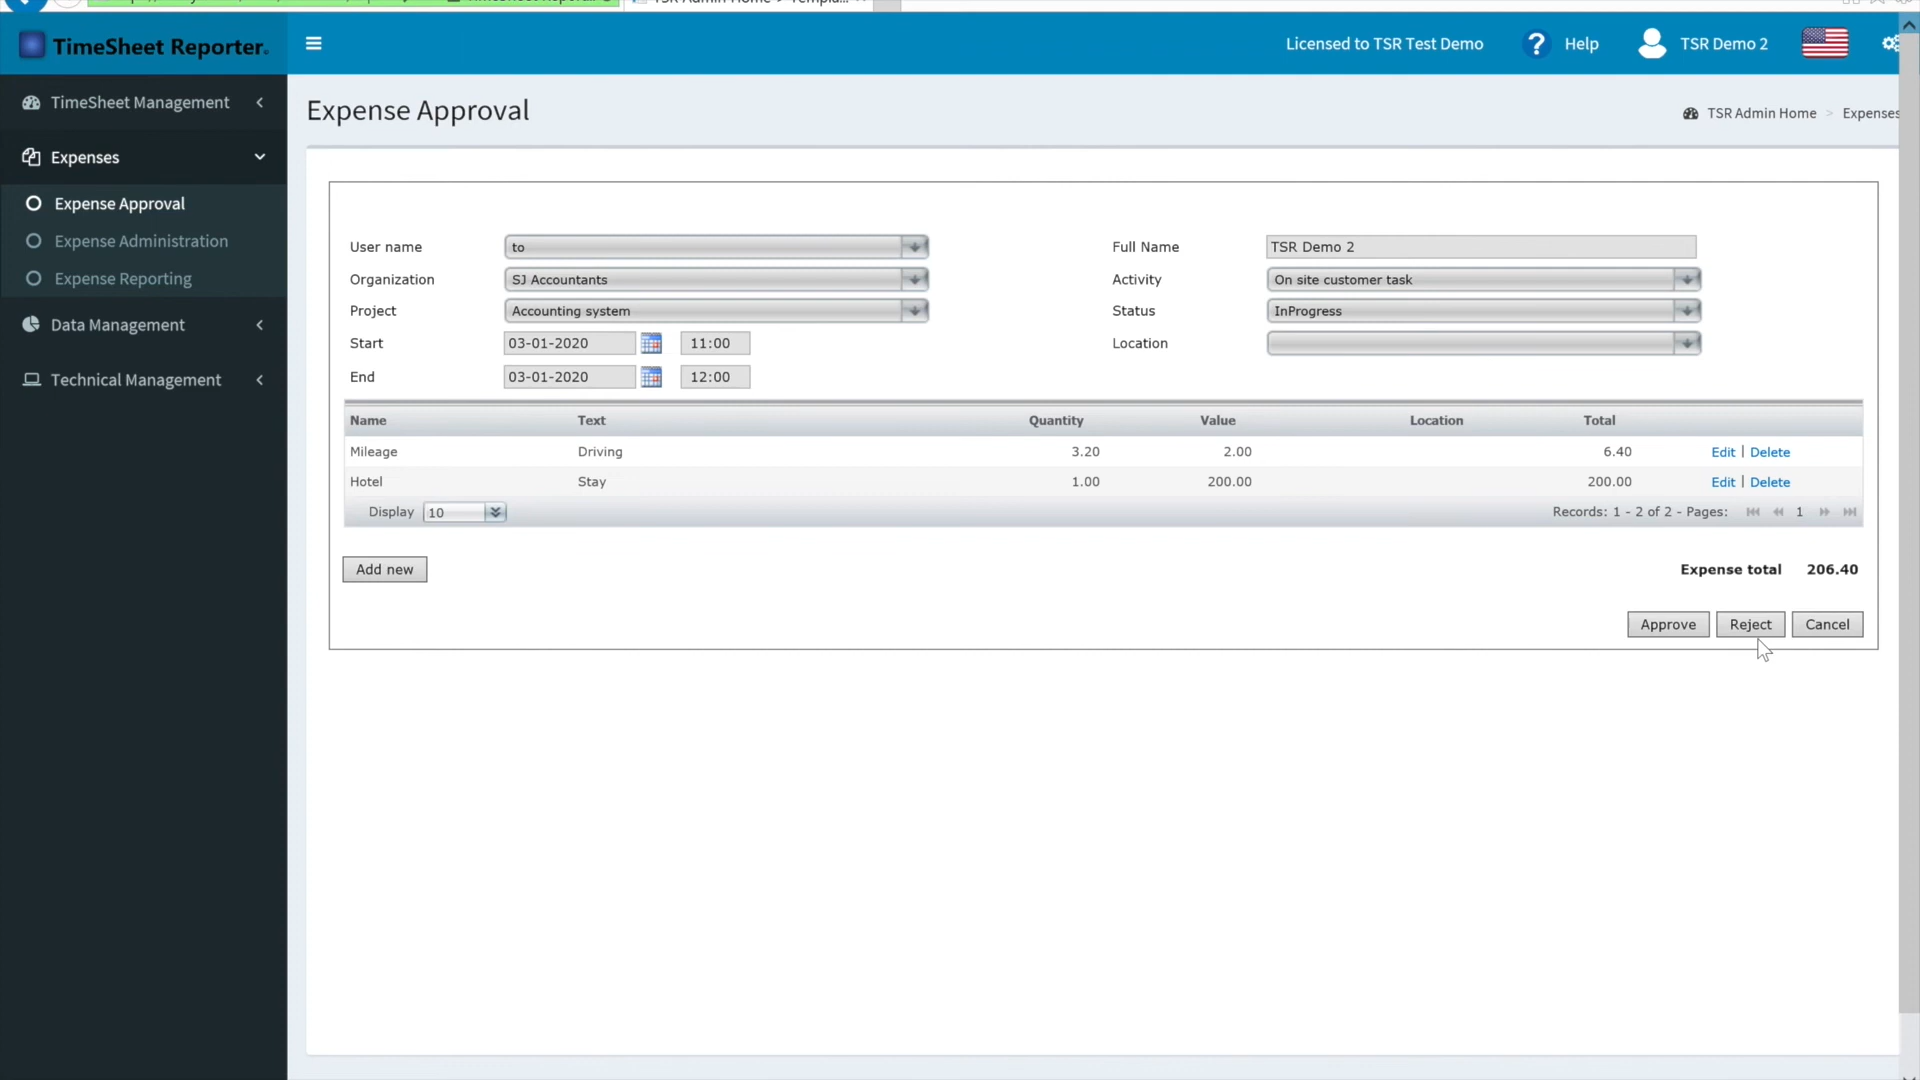 TimeSheet Reporter.
Licensed to TSR Test Demo
? Help
TSR Demo 2
TimeSheet Management
Expense Approval
TSR Admin Home > Expenses
Expenses
Expense Approval
Expense Administration
Expense Reporting
Data Management
Technical Management
User name to
Full Name TSR Demo 2
Organization SJ Accountants
Activity On site customer task
Project Accounting system
Status InProgress
Start 03-01-2020 11:00
Location
End 03-01-2020 12:00
Name Text Quantity Value Location Total
Mileage Driving 3.20 2.00 6.40 Edit | Delete
Hotel Stay 1.00 200.00 200.00 Edit | Delete
Display 10
Records: 1 - 2 of 2 - Pages: 1
Add new
Expense total 206.40
Approve Reject Cancel